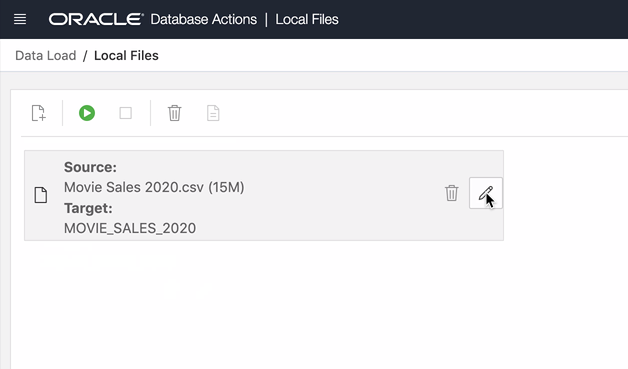 ORACLE® Database Actions | Local Files
Data Load / Local Files
Source:
Movie Sales 2020.csv (15M)
Target:
MOVIE_SALES_2020